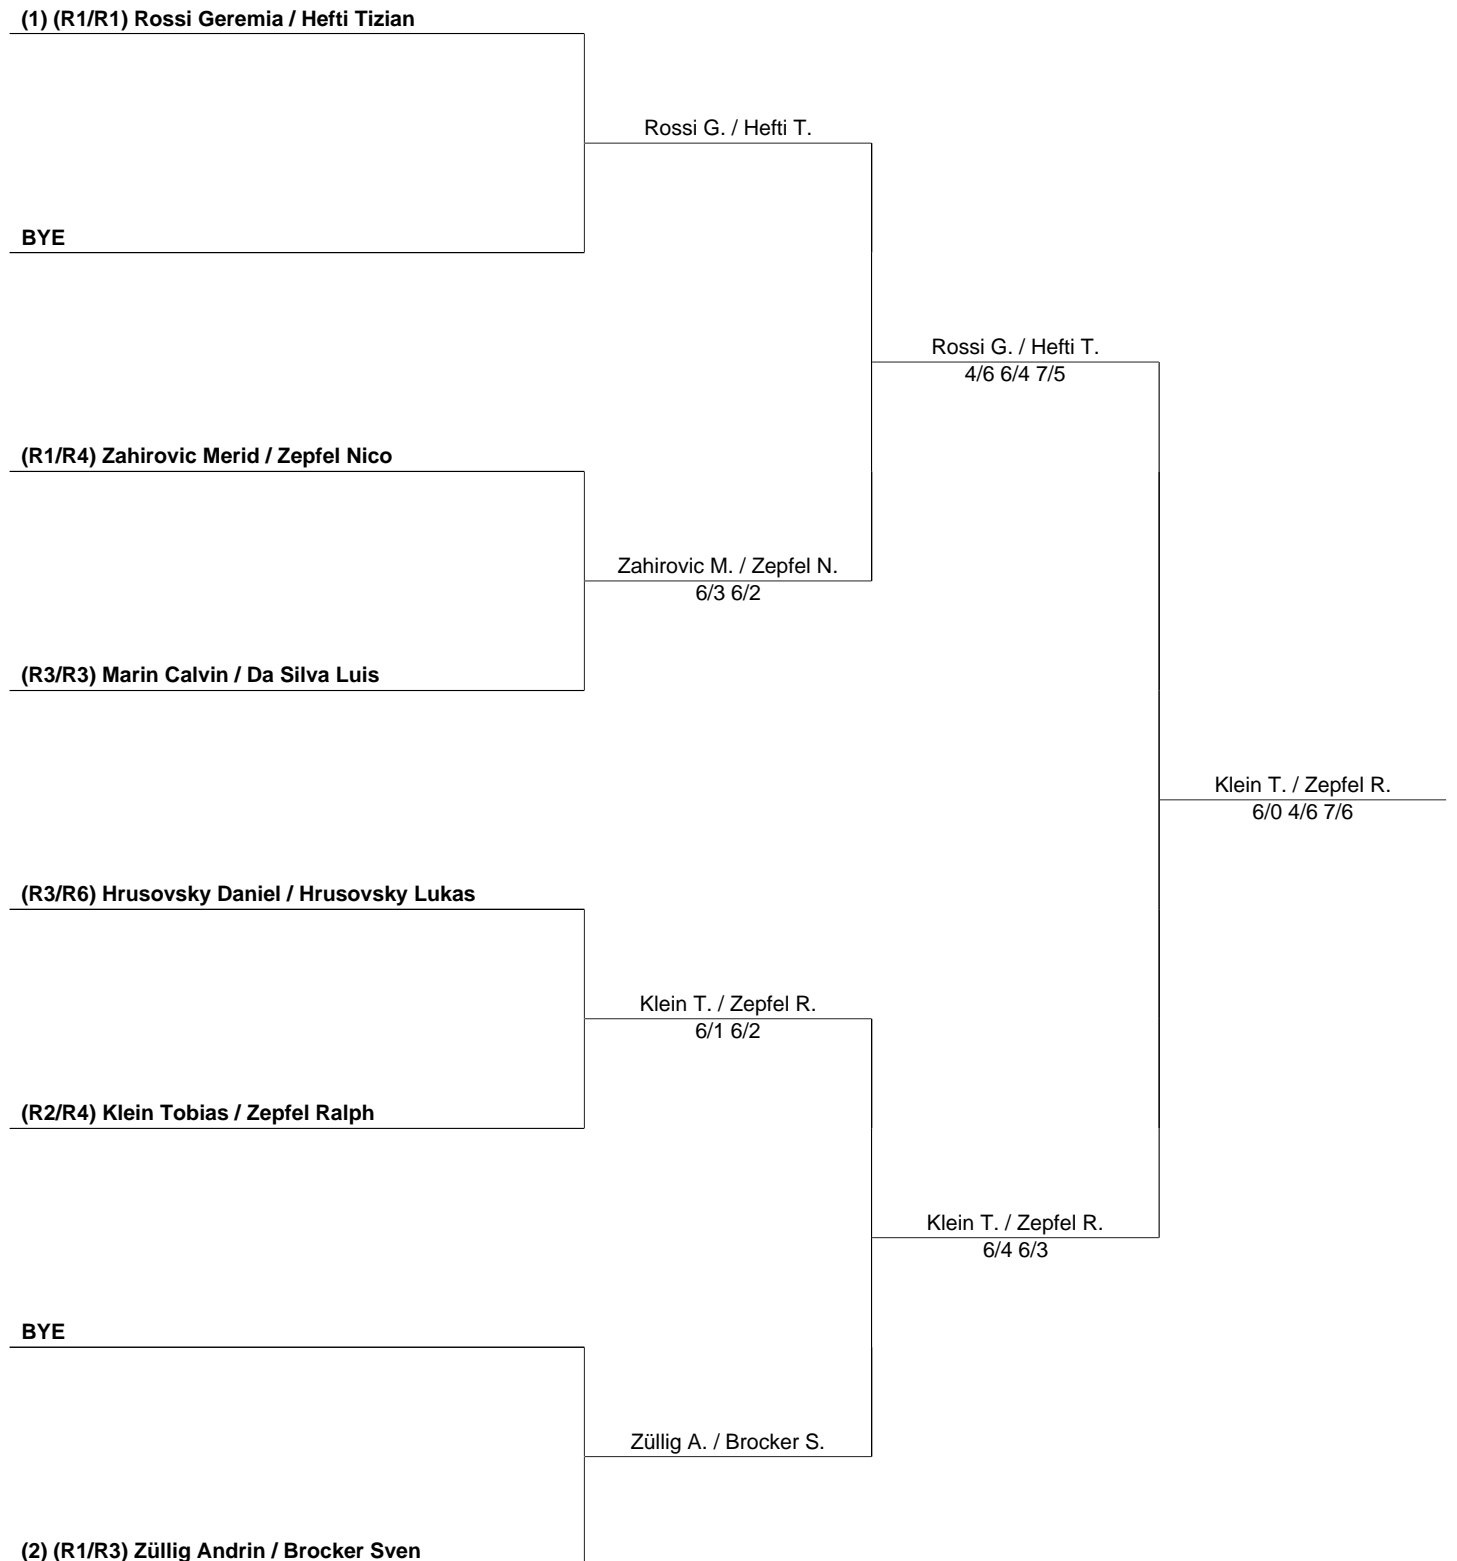 (1) (R1/R1) Rossi Geremia / Hefti Tizian
Rossi G. / Hefti T.
BYE
Rossi G. / Hefti T.
4/6 6/4 7/5
(R1/R4) Zahirovic Merid / Zepfel Nico
Zahirovic M. / Zepfel N.
6/3 6/2
(R3/R3) Marin Calvin / Da Silva Luis
Klein T. / Zepfel R.
6/0 4/6 7/6
(R3/R6) Hrusovsky Daniel / Hrusovsky Lukas
Klein T. / Zepfel R.
6/1 6/2
(R2/R4) Klein Tobias / Zepfel Ralph
Klein T. / Zepfel R.
6/4 6/3
BYE
Züllig A. / Brocker S.
(2) (R1/R3) Züllig Andrin / Brocker Sven